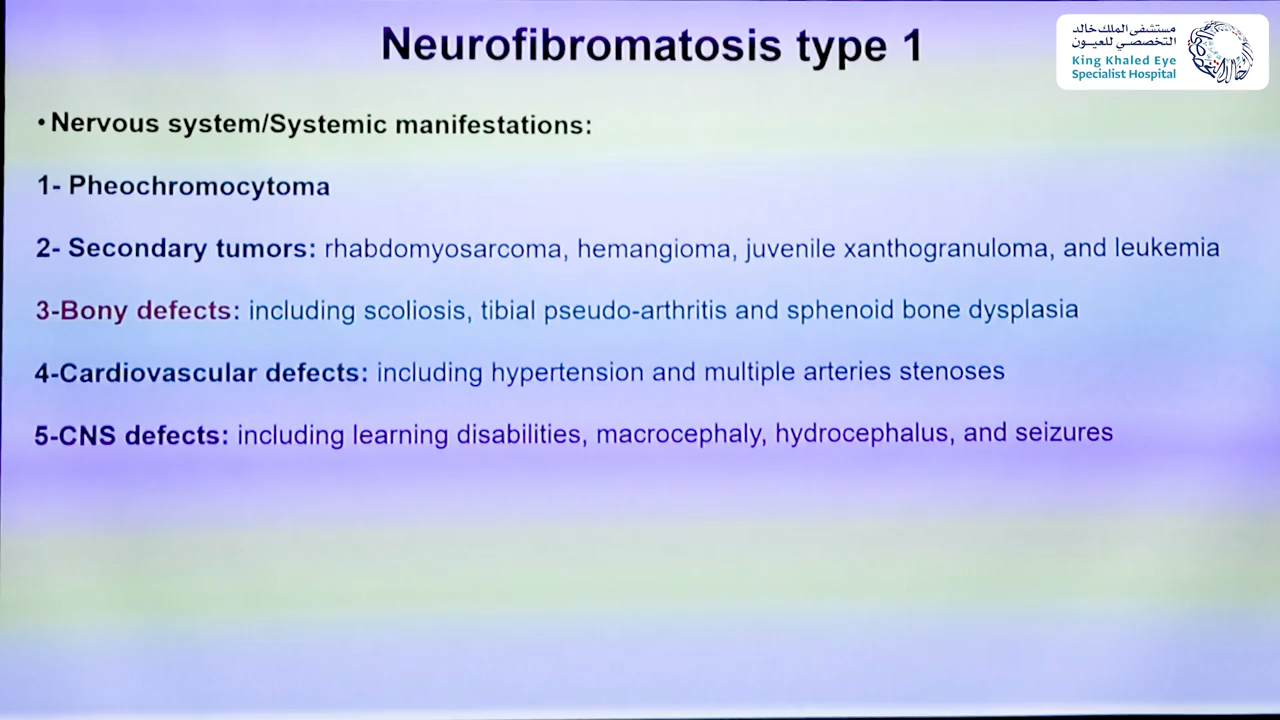 Neurofibromatosis type 1
مستشفى الملك خالد
التخصصي للعيون
King Khaled Eye
Specialist Hospital
• Nervous system/Systemic manifestations:
1- Pheochromocytoma
2- Secondary tumors: rhabdomyosarcoma, hemangioma, juvenile xanthogranuloma, and leukemia
3-Bony defects: including scoliosis, tibial pseudo-arthritis and sphenoid bone dysplasia
4-Cardiovascular defects: including hypertension and multiple arteries stenoses
5-CNS defects: including learning disabilities, macrocephaly, hydrocephalus, and seizures